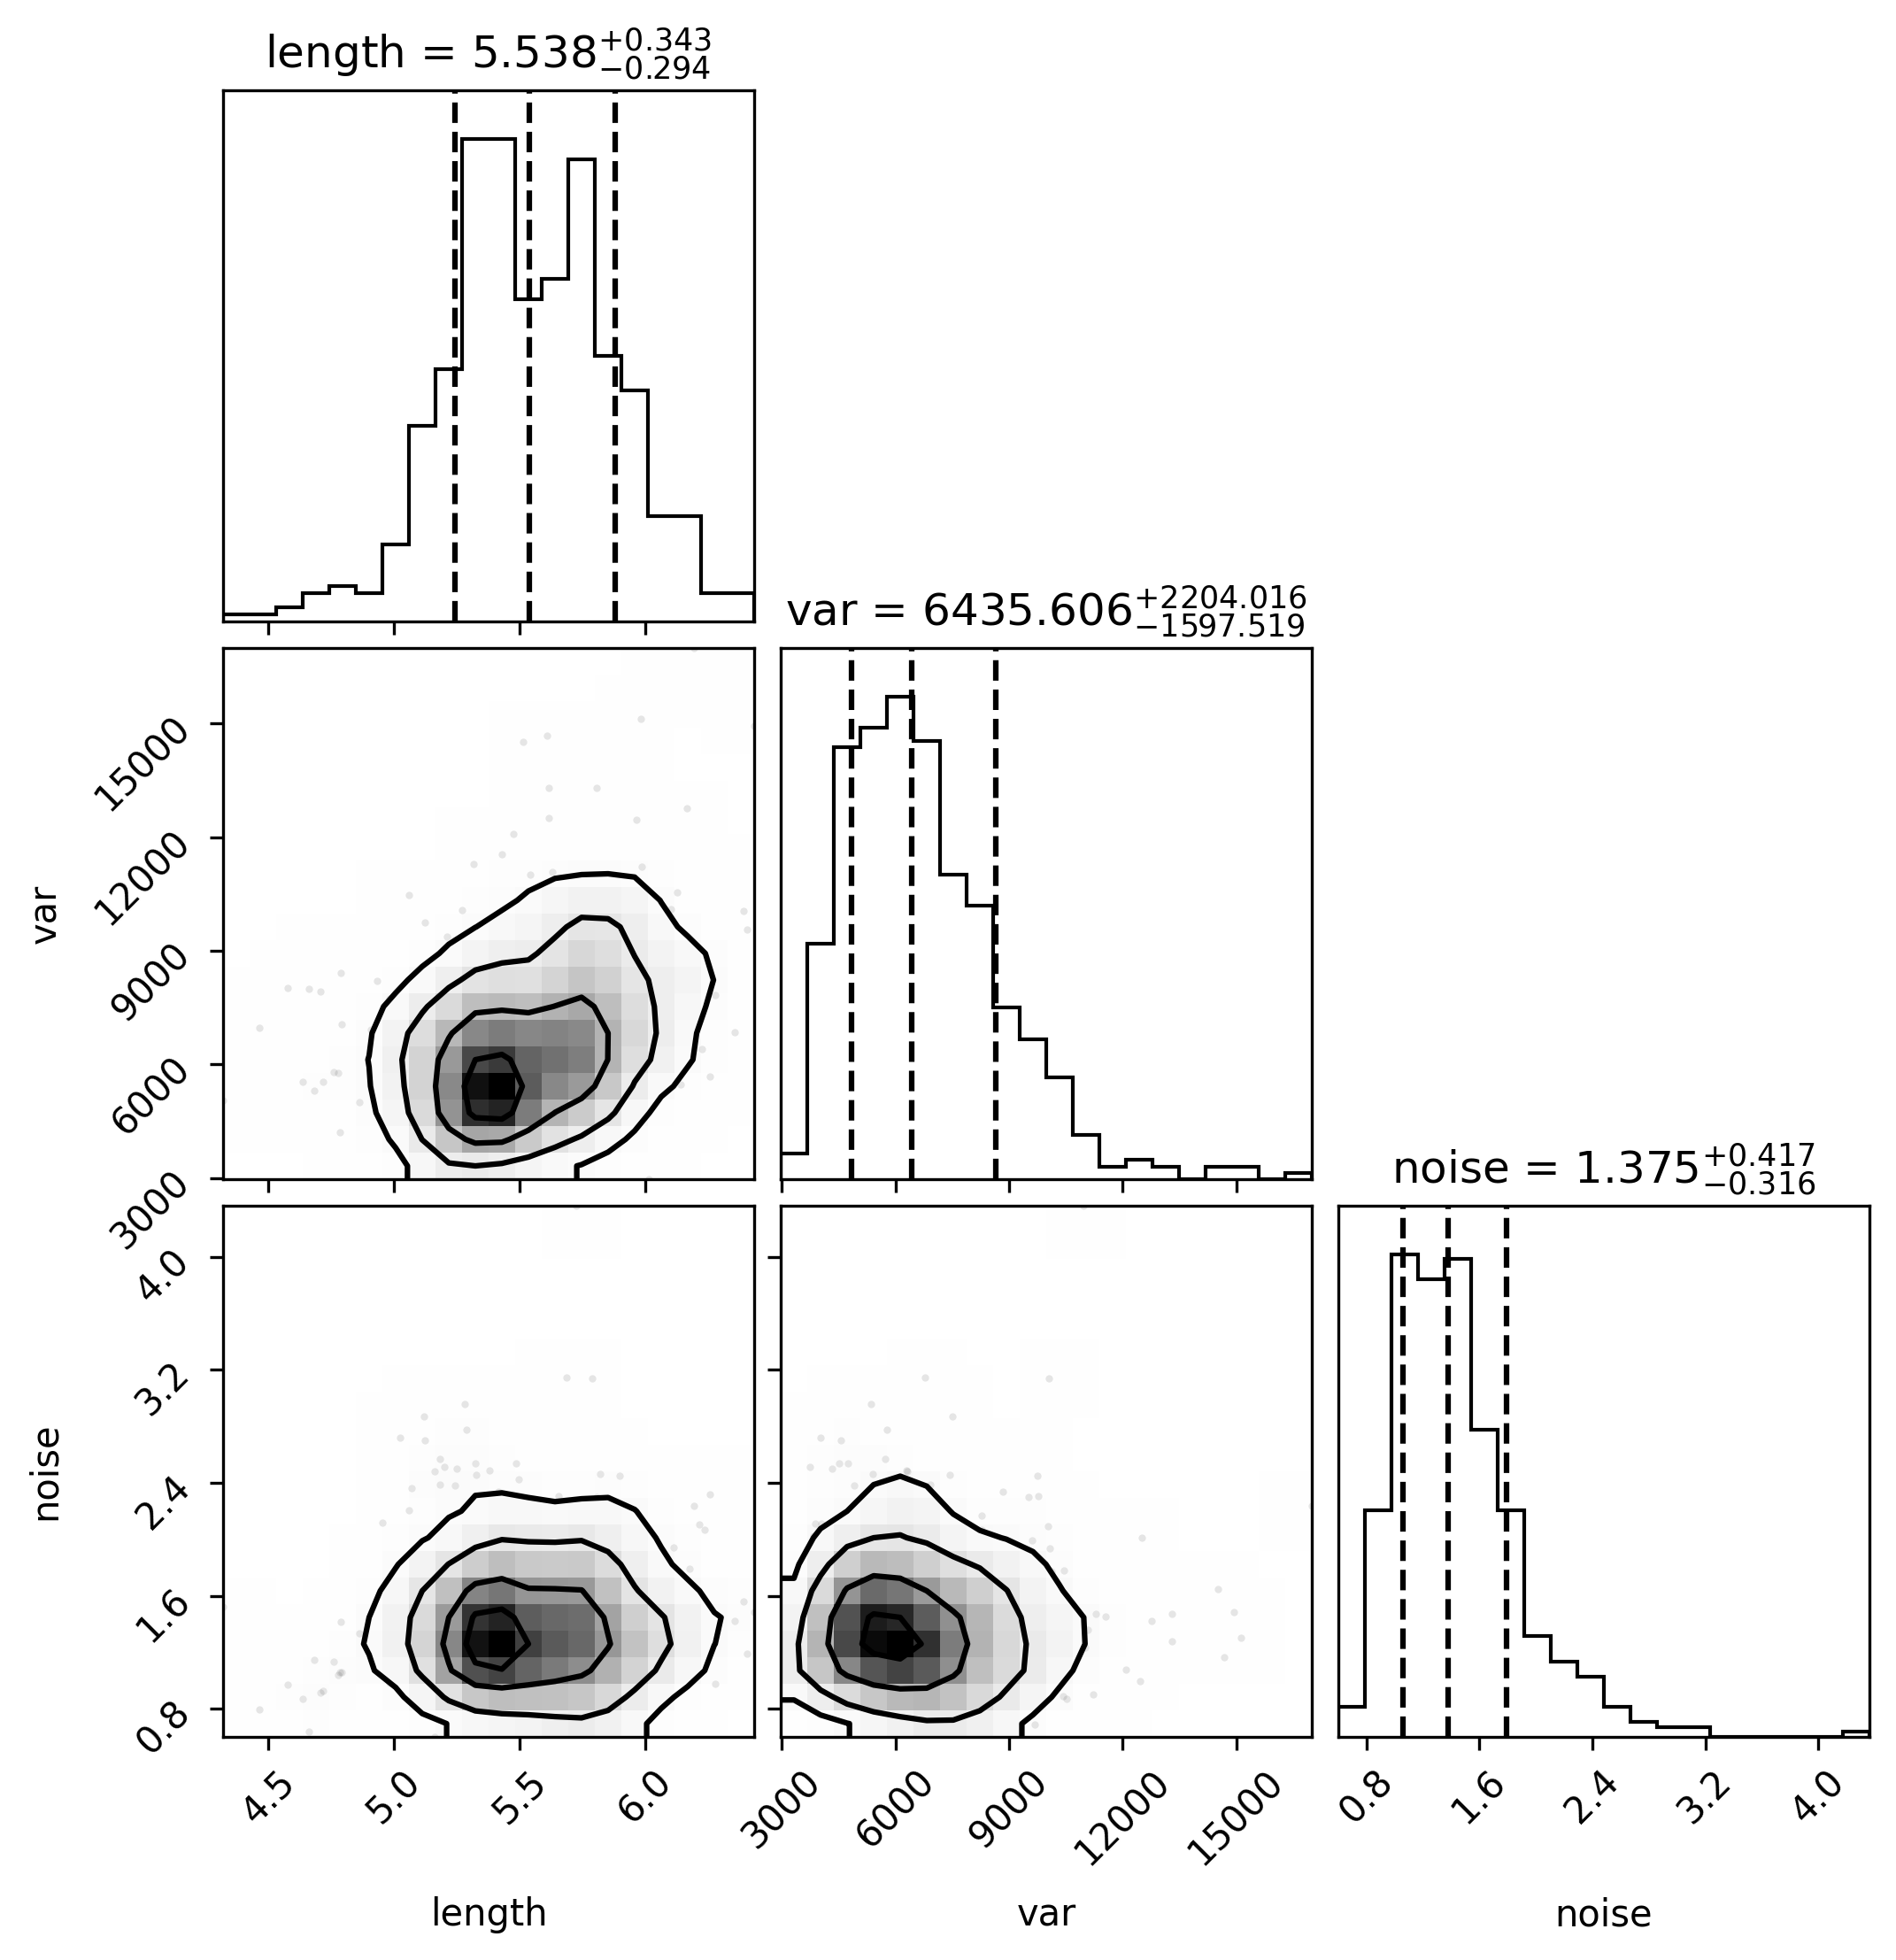 length = 5.538 +0.343 −0.294
var = 6435.606 +2204.016 −1597.519
15000
12000
9000
6000
3000
var
noise = 1.375 +0.417 −0.316
4.0
3.2
2.4
1.6
0.8
noise
4.5 5.0 5.5 6.0 3000 6000 9000 12000 15000 0.8 1.6 2.4 3.2 4.0
length var noise